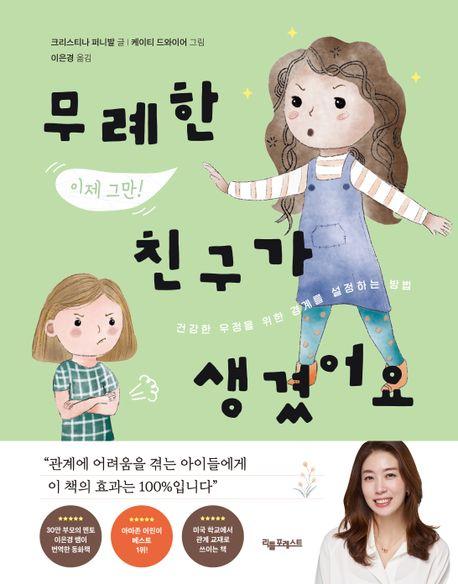 크리스티나 퍼니발 글 | 케이티 드와이어 그림
이은경 옮김
무례한
이제 그만!
친구가
건강한 우정을 위한 경계를 설정하는 방법
생겼어요
“관계에 어려움을 겪는 아이들에게
이 책의 효과는 100%입니다”
★★★★★
30만 부모의 멘토
이은경 쌤이
번역한 동화책
★★★★★
아마존 어린이
베스트
1위!
★★★★★
미국 학교에서
관계 교재로
쓰이는 책
리틀 포레스트